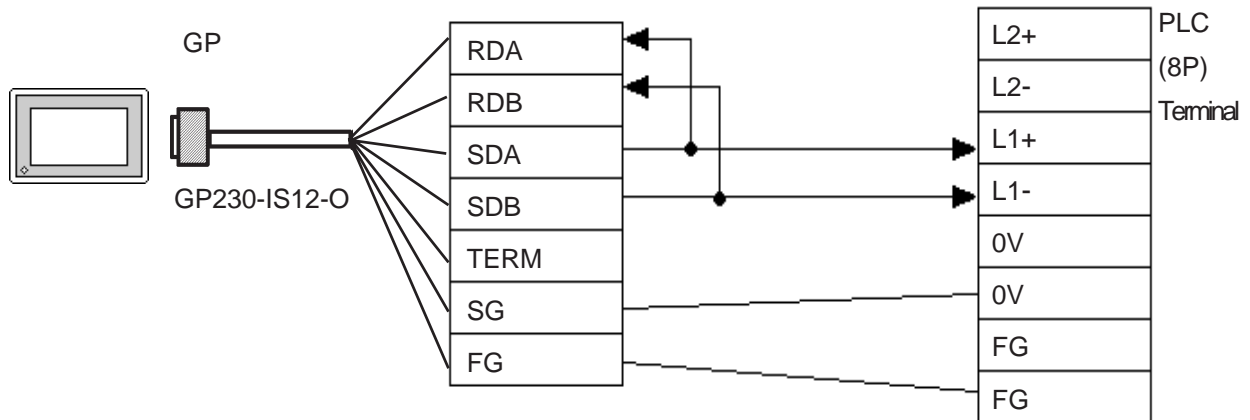 GP
GP230-IS12-O
RDA
RDB
SDA
SDB
TERM
SG
FG
L2+
L2-
L1+
L1-
0V
0V
FG
FG
PLC
(8P)
Terminal